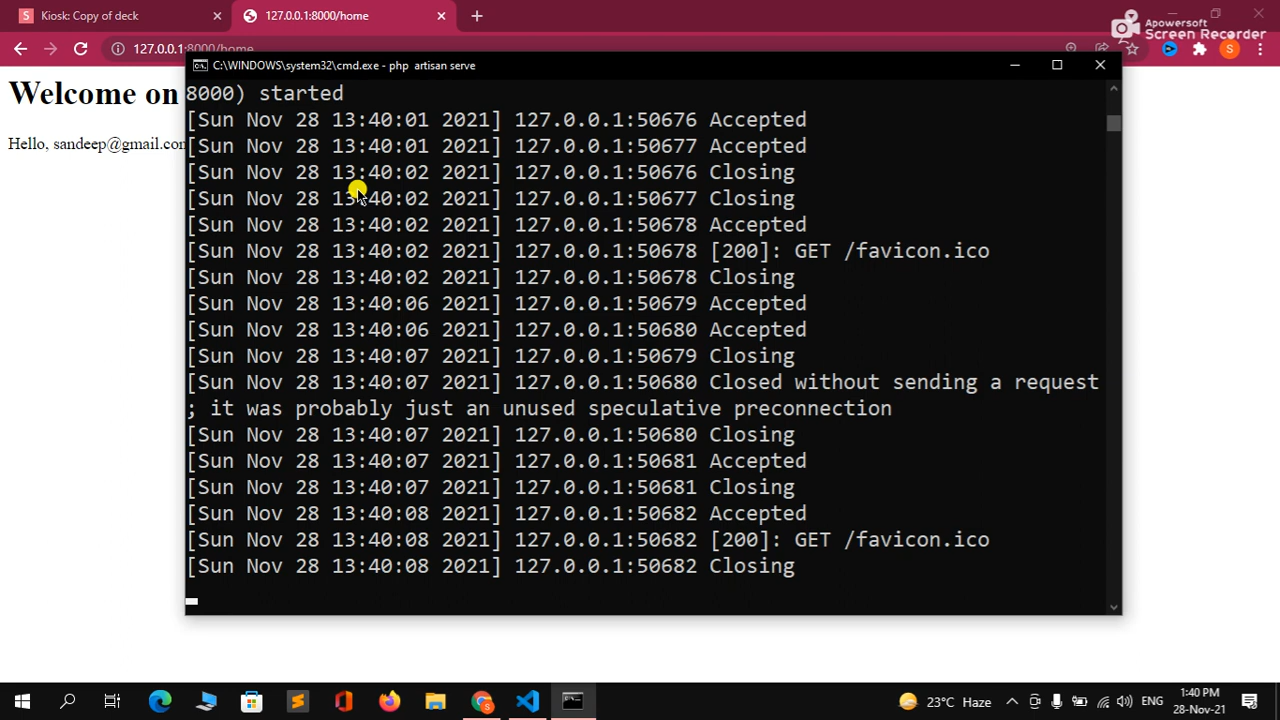 Kiosk: Copy of deck
127.0.0.1:8000/home
Apowersoft
Screen Recorder
127.0.0.1:8000/home
S
C:\WINDOWS\system32\cmd.exe - php artisan serve
Welcome on
Hello, sandeep@gmail.com
8000) started
[Sun Nov 28 13:40:01 2021] 127.0.0.1:50676 Accepted
[Sun Nov 28 13:40:01 2021] 127.0.0.1:50677 Accepted
[Sun Nov 28 13:40:02 2021] 127.0.0.1:50676 Closing
[Sun Nov 28 13:40:02 2021] 127.0.0.1:50677 Closing
[Sun Nov 28 13:40:02 2021] 127.0.0.1:50678 Accepted
[Sun Nov 28 13:40:02 2021] 127.0.0.1:50678 [200]: GET /favicon.ico
[Sun Nov 28 13:40:02 2021] 127.0.0.1:50678 Closing
[Sun Nov 28 13:40:06 2021] 127.0.0.1:50679 Accepted
[Sun Nov 28 13:40:06 2021] 127.0.0.1:50680 Accepted
[Sun Nov 28 13:40:07 2021] 127.0.0.1:50679 Closing
[Sun Nov 28 13:40:07 2021] 127.0.0.1:50680 Closed without sending a request
; it was probably just an unused speculative preconnection
[Sun Nov 28 13:40:07 2021] 127.0.0.1:50680 Closing
[Sun Nov 28 13:40:07 2021] 127.0.0.1:50681 Accepted
[Sun Nov 28 13:40:07 2021] 127.0.0.1:50681 Closing
[Sun Nov 28 13:40:08 2021] 127.0.0.1:50682 Accepted
[Sun Nov 28 13:40:08 2021] 127.0.0.1:50682 [200]: GET /favicon.ico
[Sun Nov 28 13:40:08 2021] 127.0.0.1:50682 Closing
23°C Haze
ENG
1:40 PM
28-Nov-21